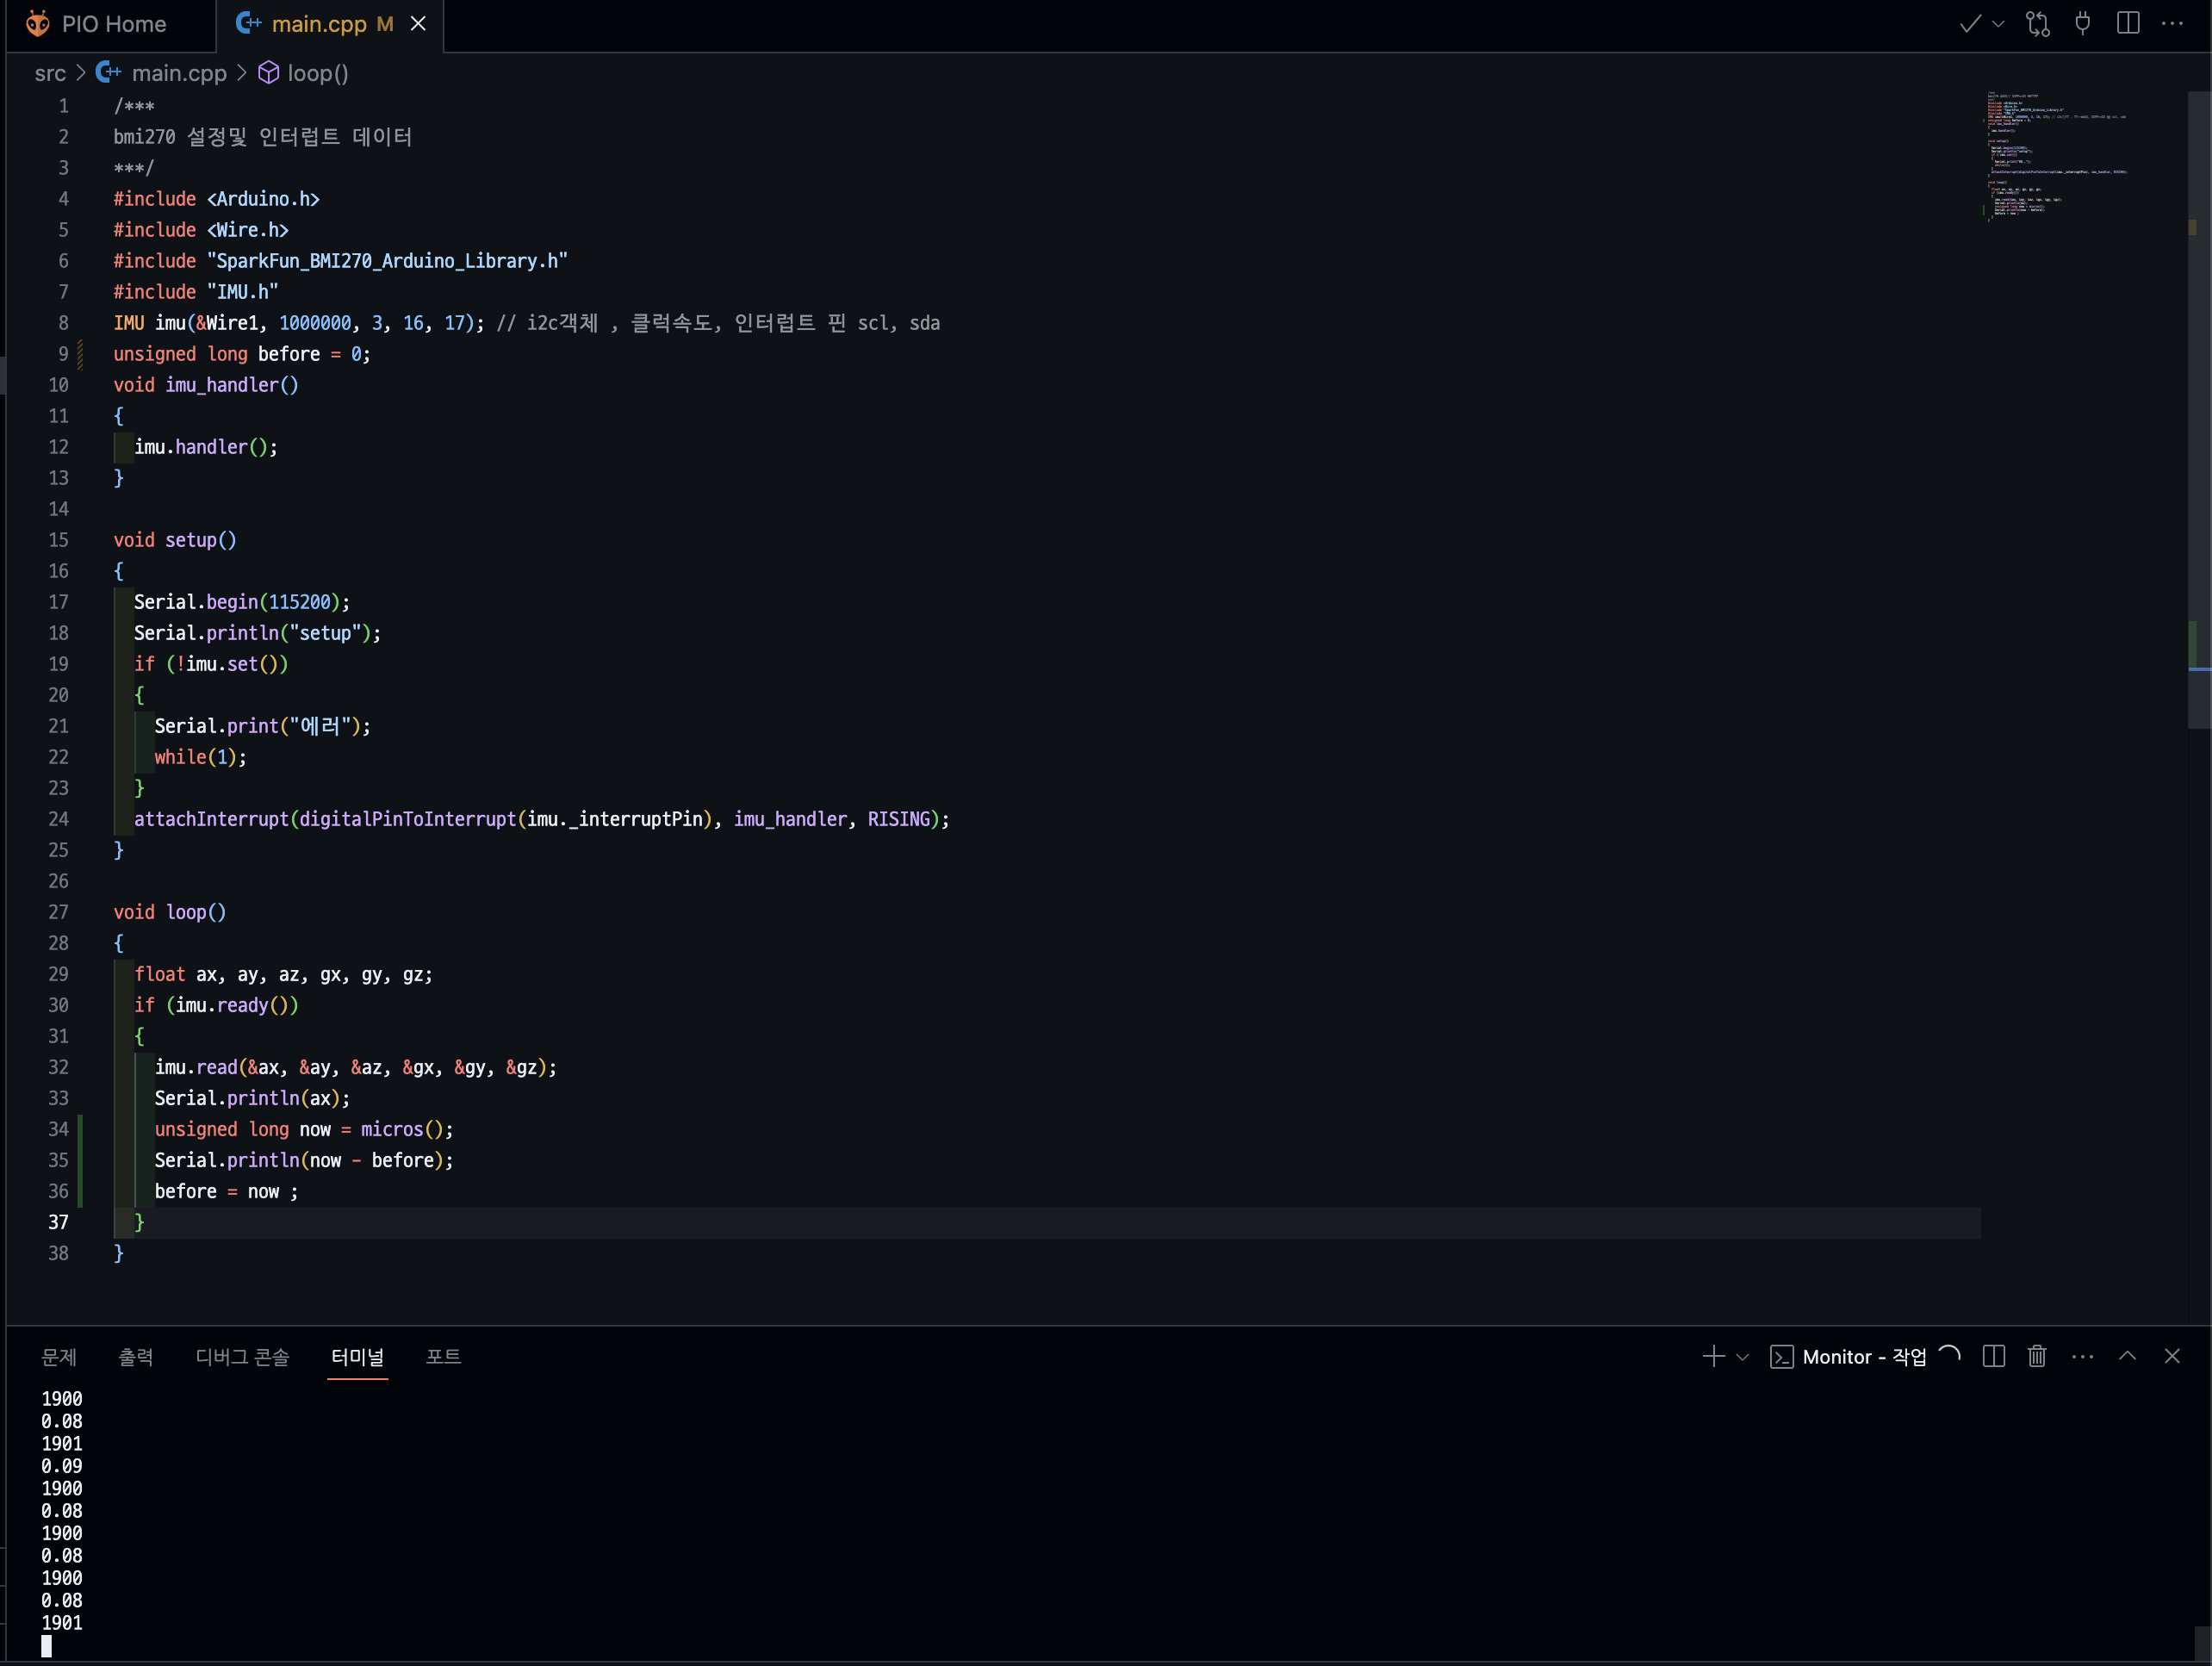 PIO Home
main.cpp M
src > main.cpp > loop()
1 /***
2 bmi270 설정및 인터럽트 데이터
3 ***/
4 #include <Arduino.h>
5 #include <Wire.h>
6 #include "SparkFun_BMI270_Arduino_Library.h"
7 #include "IMU.h"
8 IMU imu(&Wire1, 1000000, 3, 16, 17); // i2c객체 , 클럭속도, 인터럽트 핀 scl, sda
9 unsigned long before = 0;
10 void imu_handler()
11 {
12   imu.handler();
13 }
14
15 void setup()
16 {
17   Serial.begin(115200);
18   Serial.println("setup");
19   if (!imu.set())
20   {
21     Serial.print("에러");
22     while(1);
23   }
24   attachInterrupt(digitalPinToInterrupt(imu._interruptPin), imu_handler, RISING);
25 }
26
27 void loop()
28 {
29   float ax, ay, az, gx, gy, gz;
30   if (imu.ready())
31   {
32     imu.read(&ax, &ay, &az, &gx, &gy, &gz);
33     Serial.println(ax);
34     unsigned long now = micros();
35     Serial.println(now - before);
36     before = now ;
37   }
38 }
문제 출력 디버그 콘솔 터미널 포트
Monitor - 작업
1900
0.08
1901
0.09
1900
0.08
1900
0.08
1900
0.08
1901